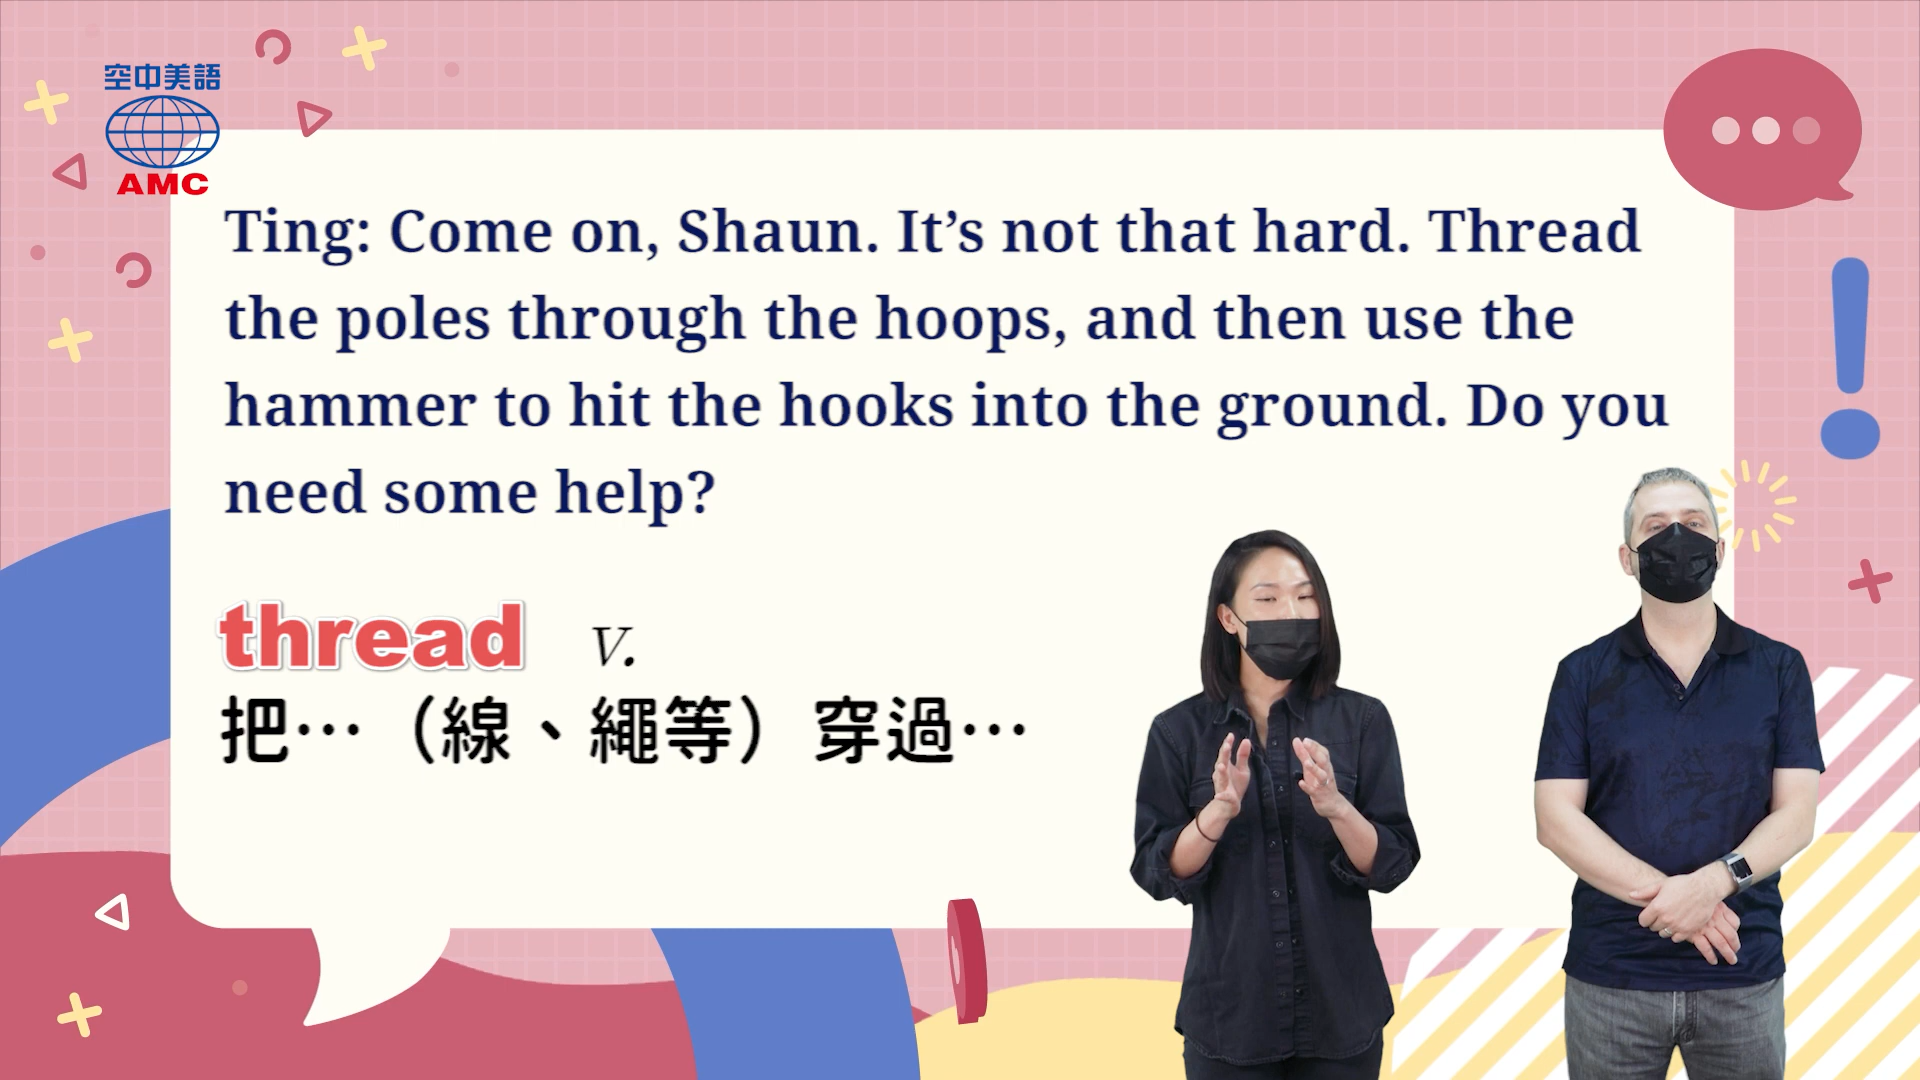 空中美語
AMC
Ting: Come on, Shaun. It’s not that hard. Thread
the poles through the hoops, and then use the
hammer to hit the hooks into the ground. Do you
need some help?
thread v.
把…（線、繩等）穿過…